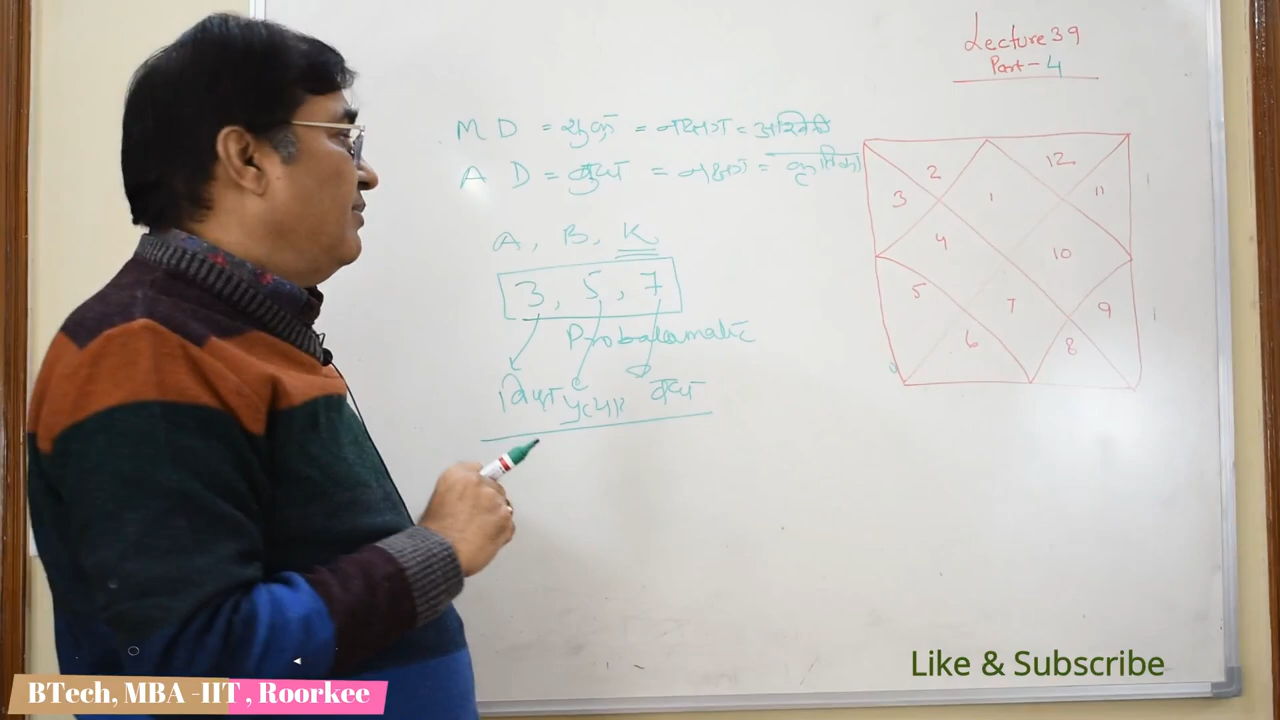 Lecture 39
Part - 4
M D = शुक्र = नक्षत्र = अश्विनी
A D = बुध = नक्षत्र = कृतिका
A, B, K
3, 5, 7
Probalamatic
विपत प्रत्यरि वध
2 12
3 1 11
4 10
5 7 9
6 8
Like & Subscribe
BTech, MBA -IIT , Roorkee